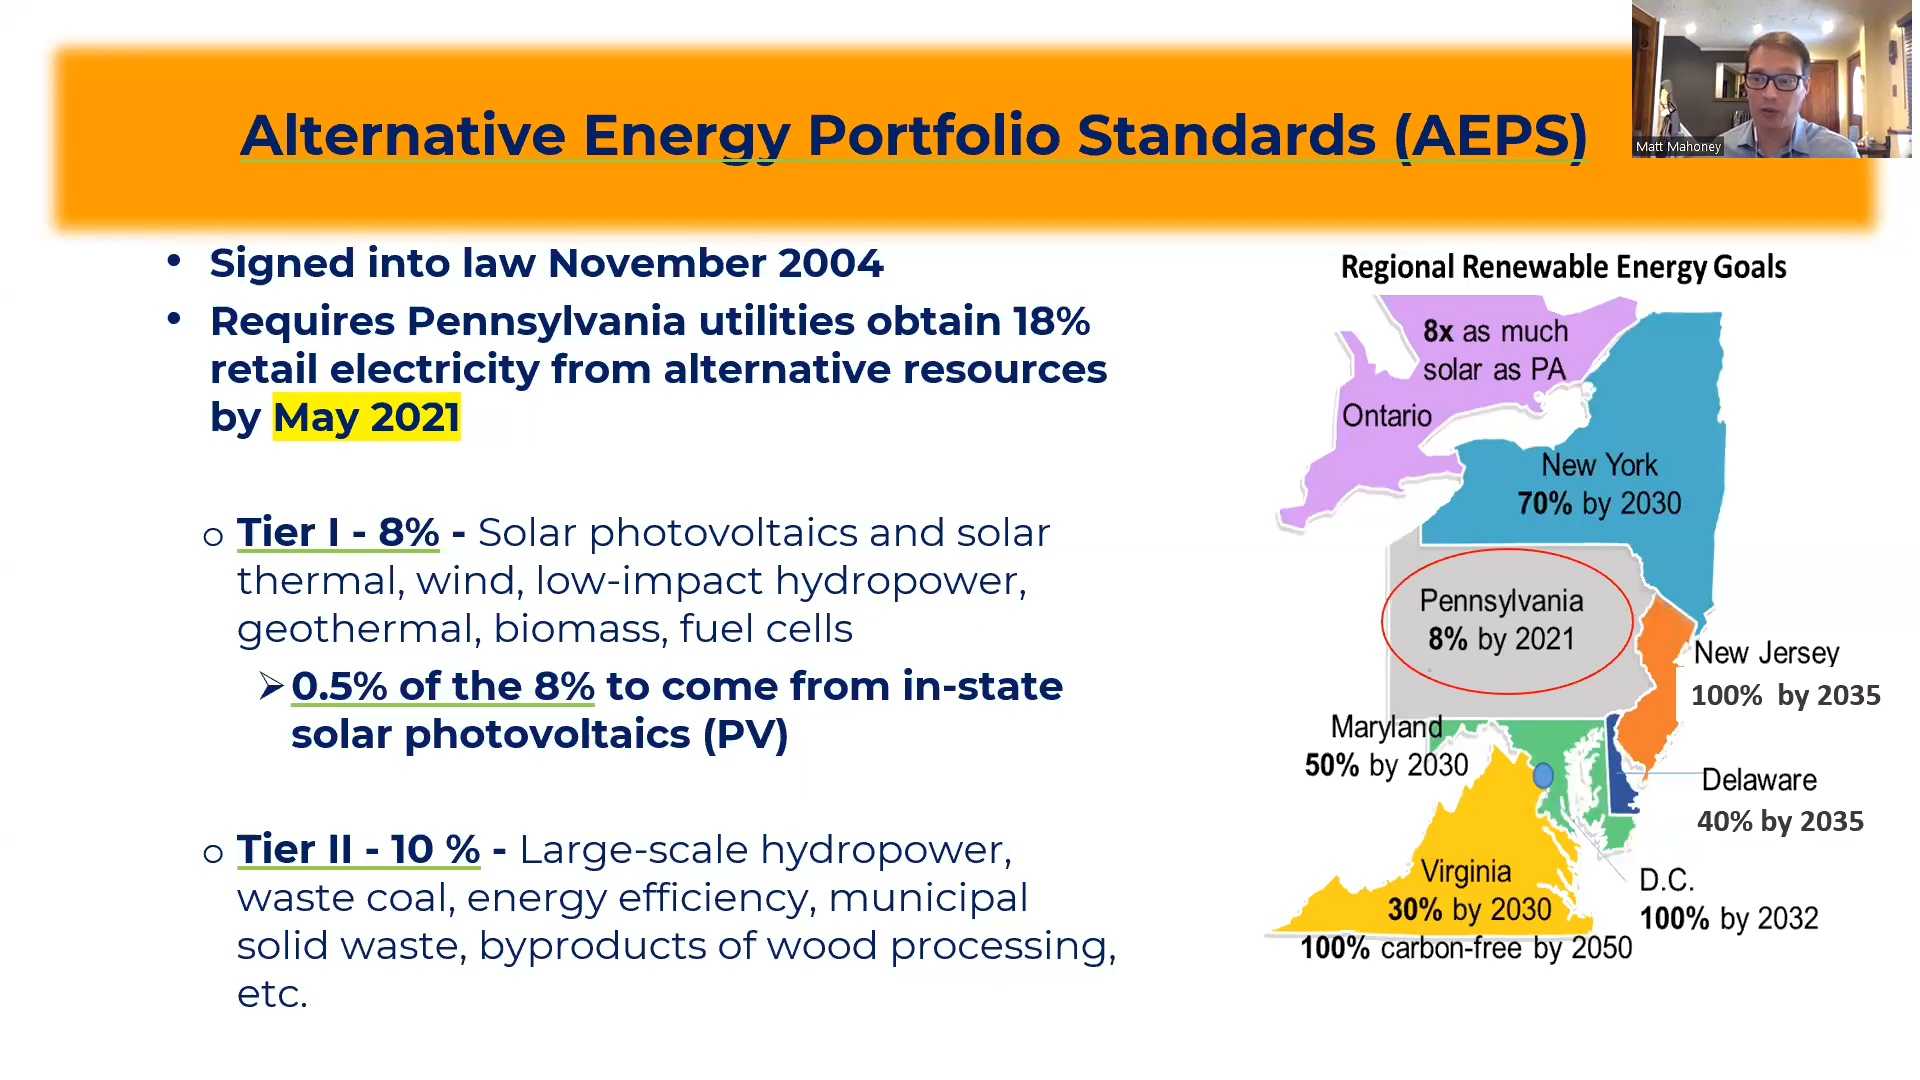 Alternative Energy Portfolio Standards (AEPS)
Matt Mahoney
• Signed into law November 2004
• Requires Pennsylvania utilities obtain 18%
retail electricity from alternative resources
by May 2021
o Tier I - 8% - Solar photovoltaics and solar
thermal, wind, low-impact hydropower,
geothermal, biomass, fuel cells
➢ 0.5% of the 8% to come from in-state
solar photovoltaics (PV)
o Tier II - 10 % - Large-scale hydropower,
waste coal, energy efficiency, municipal
solid waste, byproducts of wood processing,
etc.
Regional Renewable Energy Goals
8x as much
solar as PA
Ontario
New York
70% by 2030
Pennsylvania
8% by 2021
New Jersey
100% by 2035
Maryland
50% by 2030
Delaware
40% by 2035
Virginia
30% by 2030
100% carbon-free by 2050
D.C.
100% by 2032